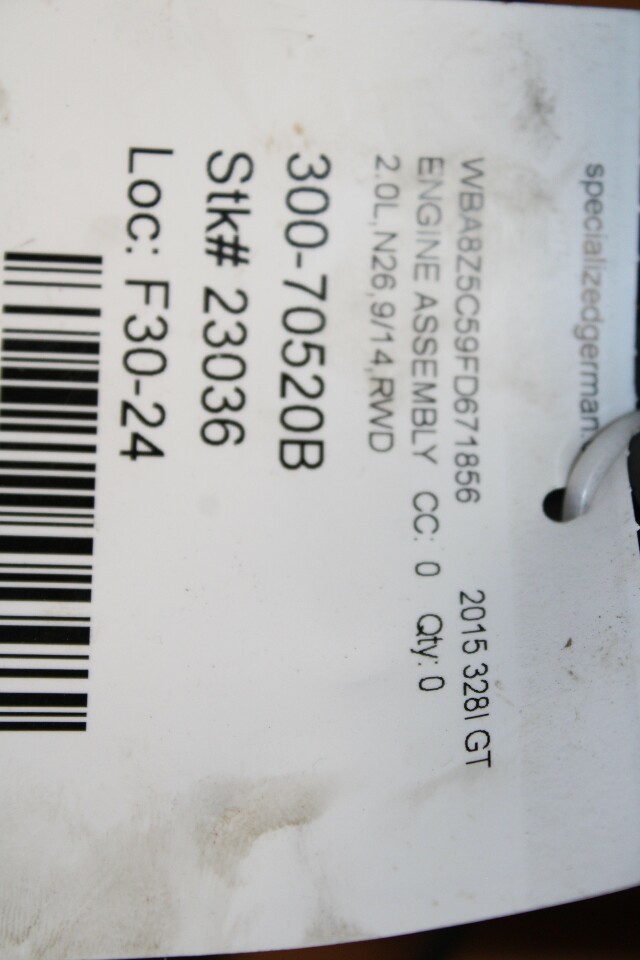 specializedgerman.
WBA8Z5C59FD671856 2015 328I GT
ENGINE ASSEMBLY CC: 0 Qty: 0
2.0L,N26,9/14,RWD
300-70520B
Stk# 23036
Loc: F30-24